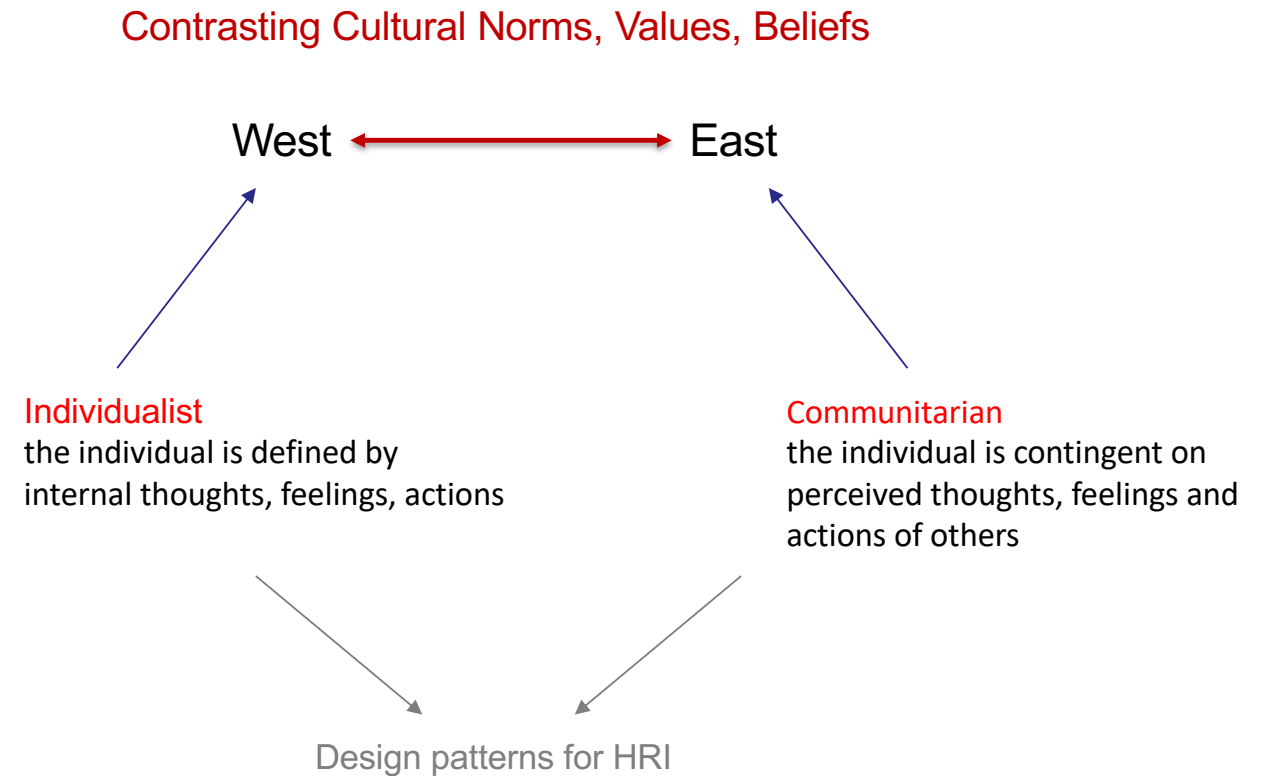 Contrasting Cultural Norms, Values, Beliefs
West
East
Individualist
the individual is defined by
internal thoughts, feelings, actions
Communitarian
the individual is contingent on
perceived thoughts, feelings and
actions of others
Design patterns for HRI